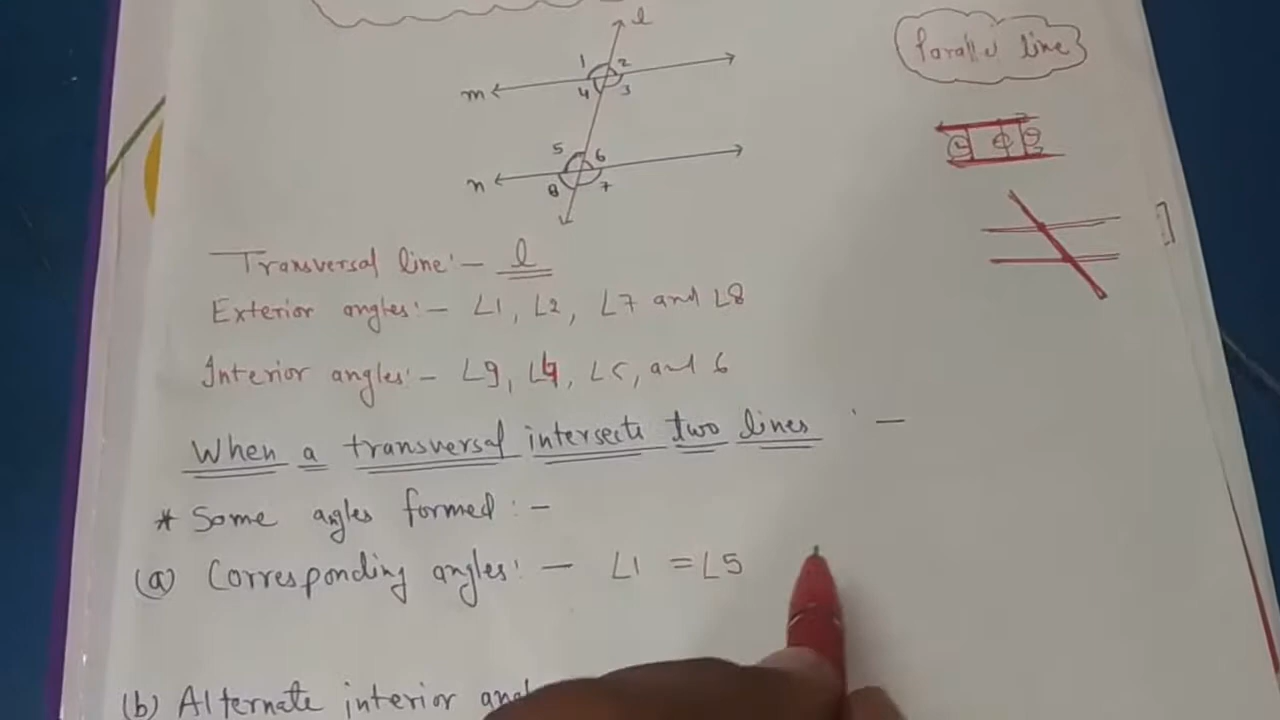 l
Parallel line
1 2
m 4 3
5 6
n 8 7
Transversal line:- l
Exterior angles:- ∠1, ∠2, ∠7 and ∠8
Interior angles:- ∠9, ∠4, ∠5, and 6
When a transversal intersects two lines :-
* Some agles formed :-
(a) Corresponding angles:- ∠1 = ∠5
(b) Alternate interior